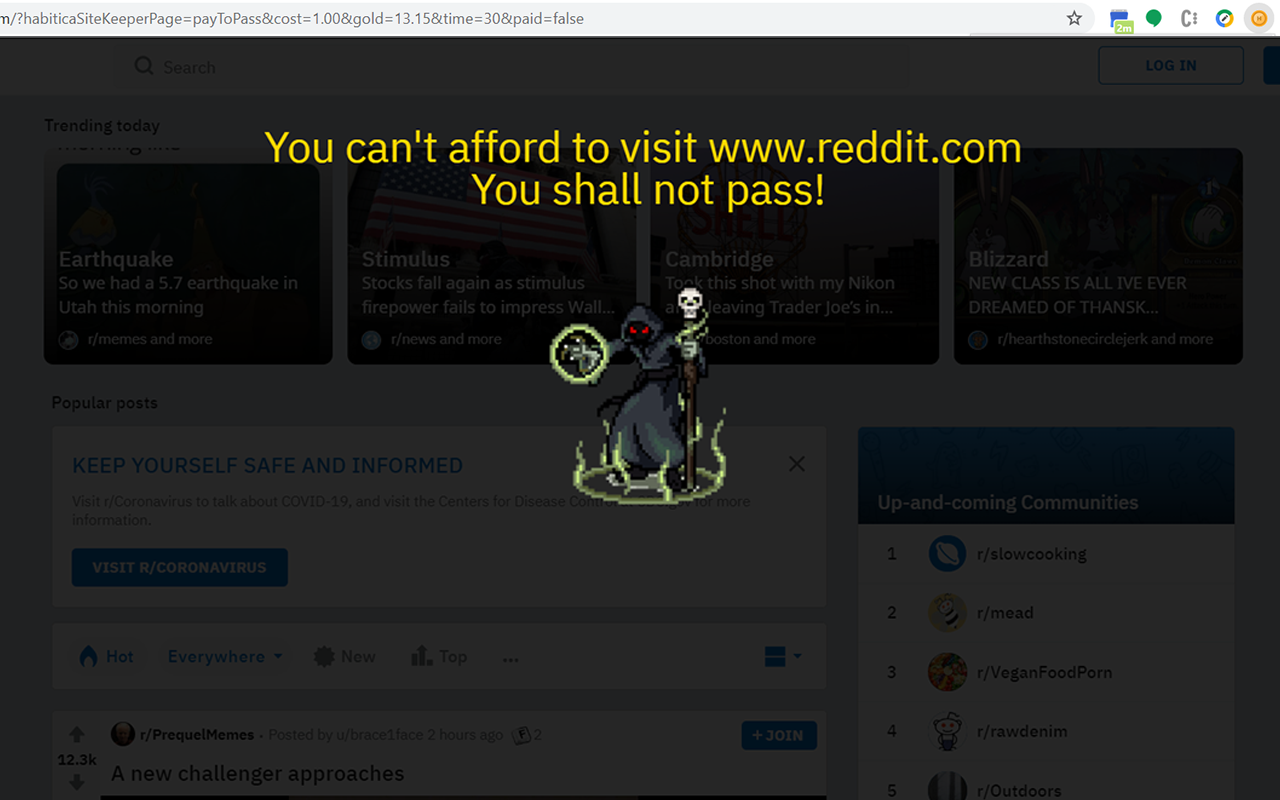 m/?habiticaSiteKeeperPage=payToPass&cost=1.00&gold=13.15&time=30&paid=false
2m
Search
LOG IN
Trending today
You can't afford to visit www.reddit.com
You shall not pass!
SHELL
Earthquake
So we had a 5.7 earthquake in
Utah this morning
r/memes and more
Stimulus
Stocks fall again as stimulus
firepower fails to impress Wall...
r/news and more
Cambridge
Took this shot with my Nikon
leaving Trader Joe's in...
boston and more
Blizzard
NEW CLASS IS ALL IVE EVER
DREAMED OF THANSK...
r/hearthstonecirclejerk and more
Popular posts
KEEP YOURSELF SAFE AND INFORMED
Visit r/Coronavirus to talk about COVID-19, and visit the Centers for Disease for more
information.
VISIT R/CORONAVIRUS
Up-and-coming Communities
1 r/slowcooking
2 r/mead
3 r/VeganFoodPorn
4 r/rawdenim
5 r/Outdoors
Hot
Everywhere
New
Top
...
12.3k
r/PrequelMemes • Posted by u/brace1face 2 hours ago 2
+ JOIN
A new challenger approaches